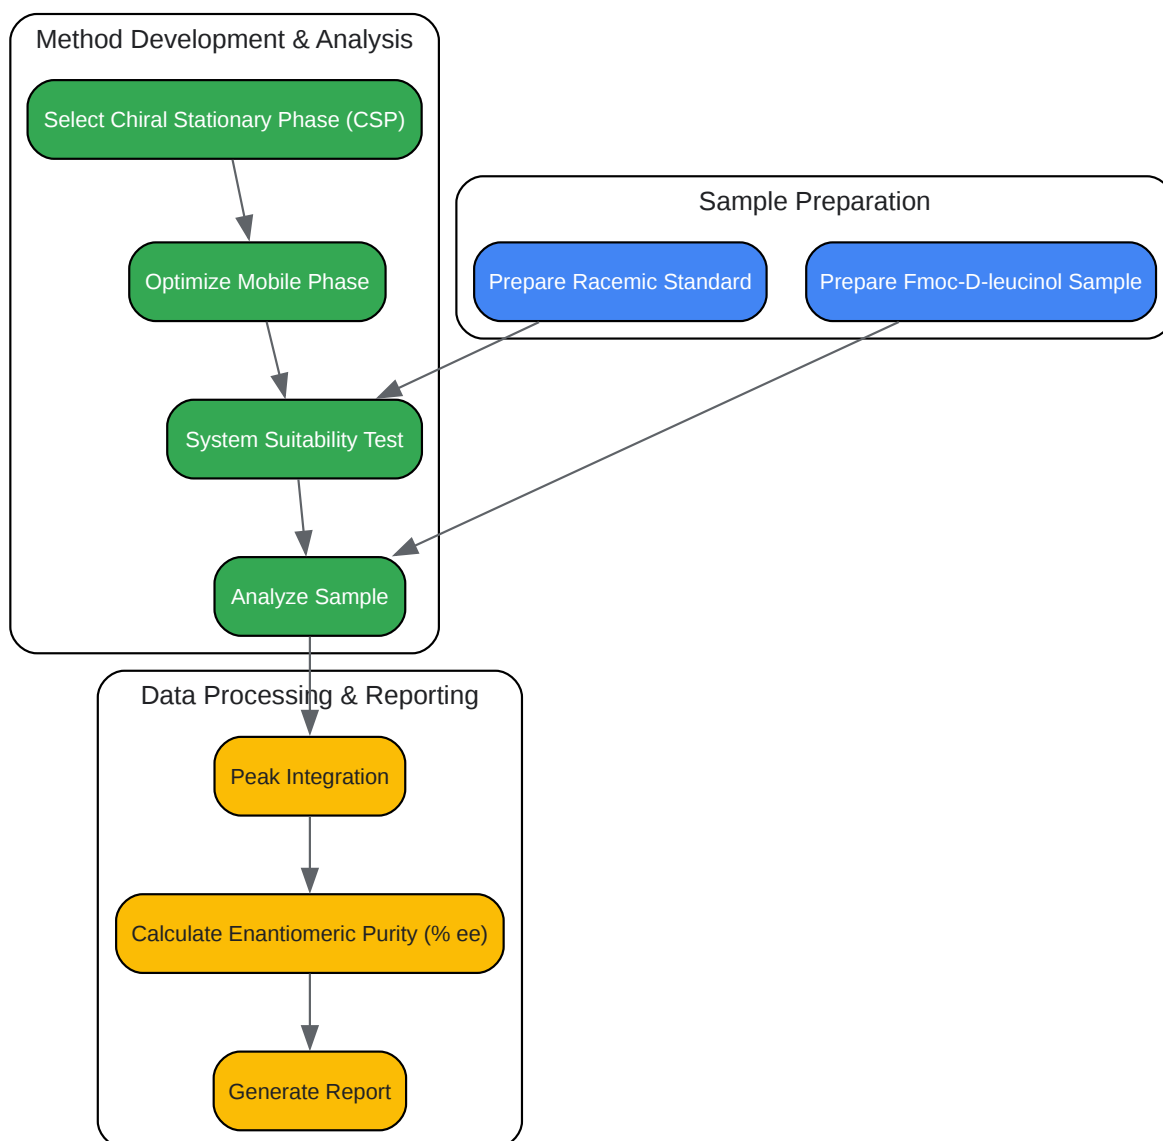 Method Development & Analysis
Select Chiral Stationary Phase (CSP)
Sample Preparation
Optimize Mobile Phase
Prepare Racemic Standard
Prepare Fmoc-D-leucinol Sample
System Suitability Test
Analyze Sample
Data Processing & Reporting
Peak Integration
Calculate Enantiomeric Purity (% ee)
Generate Report